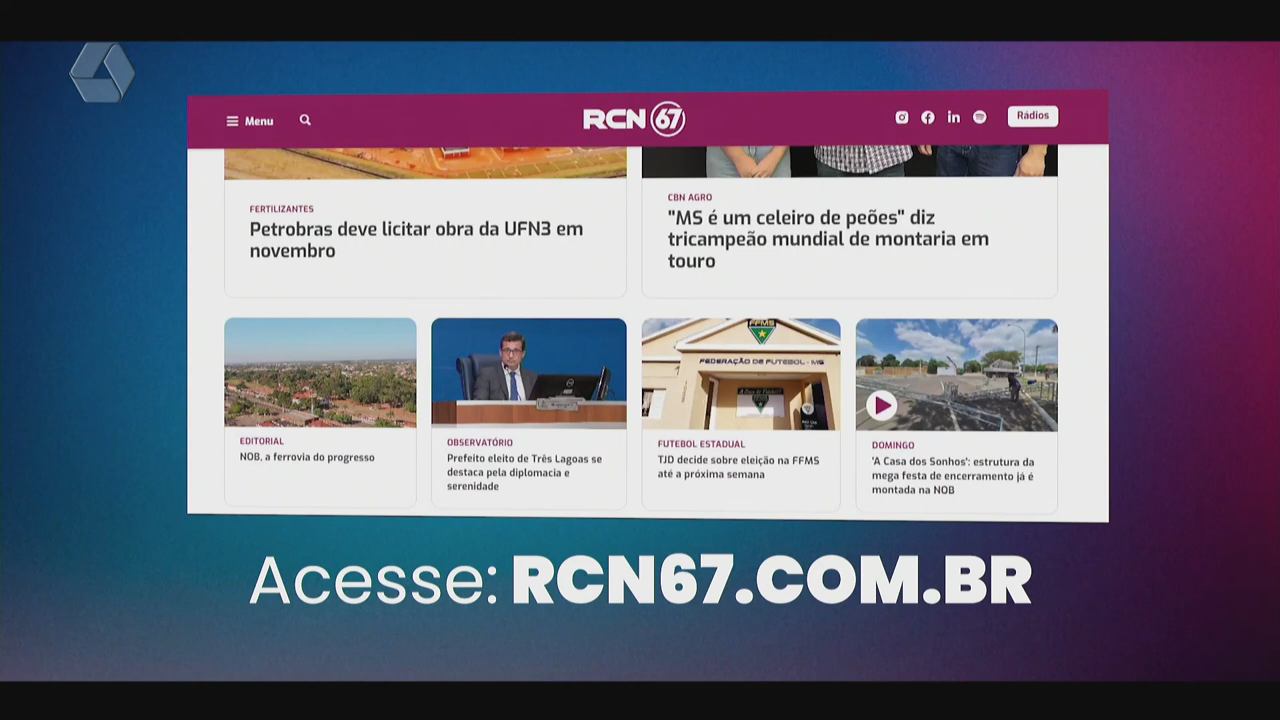 Menu
RCN 67
Rádios
FERTILIZANTES
Petrobras deve licitar obra da UFN3 em
novembro
CBN AGRO
"MS é um celeiro de peões" diz
tricampeão mundial de montaria em
touro
FFMS
FEDERAÇÃO DE FUTEBOL - MS
EDITORIAL
NOB, a ferrovia do progresso
OBSERVATÓRIO
Prefeito eleito de Três Lagoas se
destaca pela diplomacia e
serenidade
FUTEBOL ESTADUAL
TJD decide sobre eleição na FFMS
até a próxima semana
DOMINGO
'A Casa dos Sonhos': estrutura da
mega festa de encerramento já é
montada na NOB
Acesse: RCN67.COM.BR